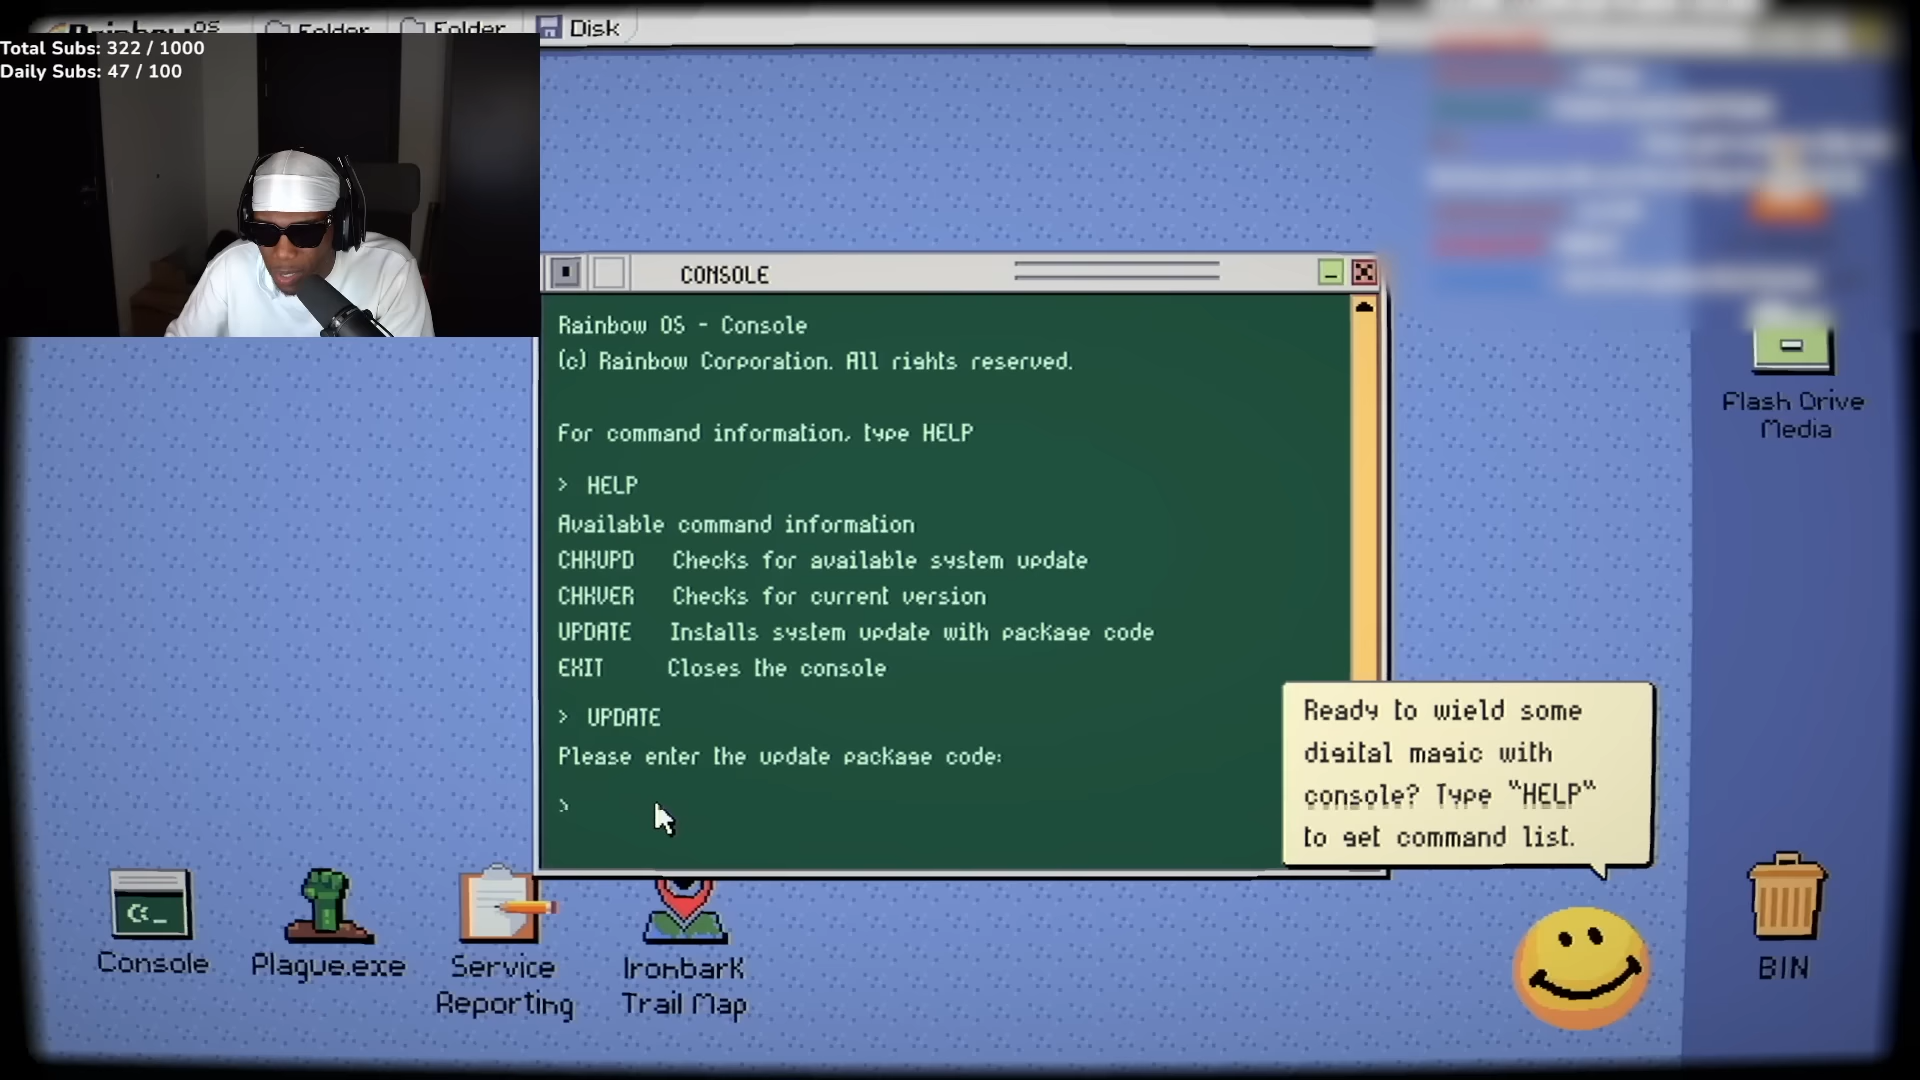 RainbowOS
Folder
Folder
Disk
Total Subs: 322 / 1000
Daily Subs: 47 / 100
CONSOLE
Rainbow OS - Console
(c) Rainbow Corporation. All rights reserved.
For command information, type HELP
> HELP
Available command information
CHKUPD Checks for available system update
CHKVER Checks for current version
UPDATE Installs system update with package code
EXIT Closes the console
> UPDATE
Please enter the update package code:
>
Ready to wield some
digital magic with
console? Type "HELP"
to get command list.
Flash Drive
Media
Console
Plague.exe
Service
Reporting
Ironbark
Trail Map
BIN